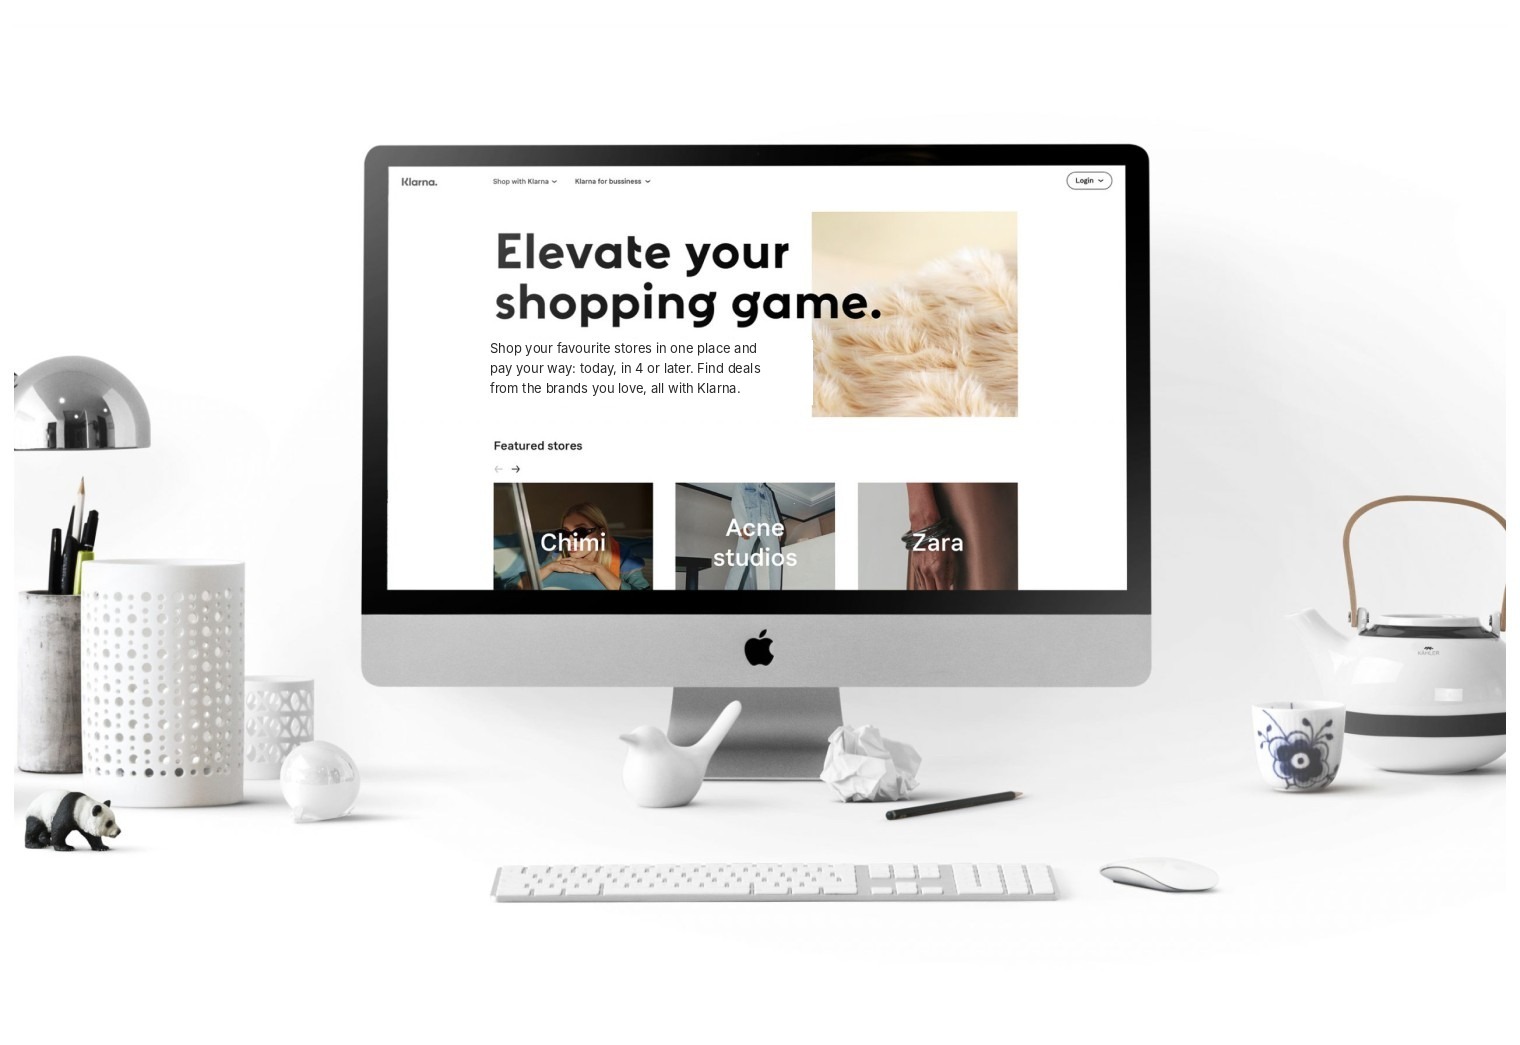 Klarna.
Shop with Klarna
Klarna for bussiness
Login
Elevate your
shopping game.
Shop your favourite stores in one place and
pay your way: today, in 4 or later. Find deals
from the brands you love, all with Klarna.
Featured stores
Chimi
Acne
studios
Zara
KÄHLER